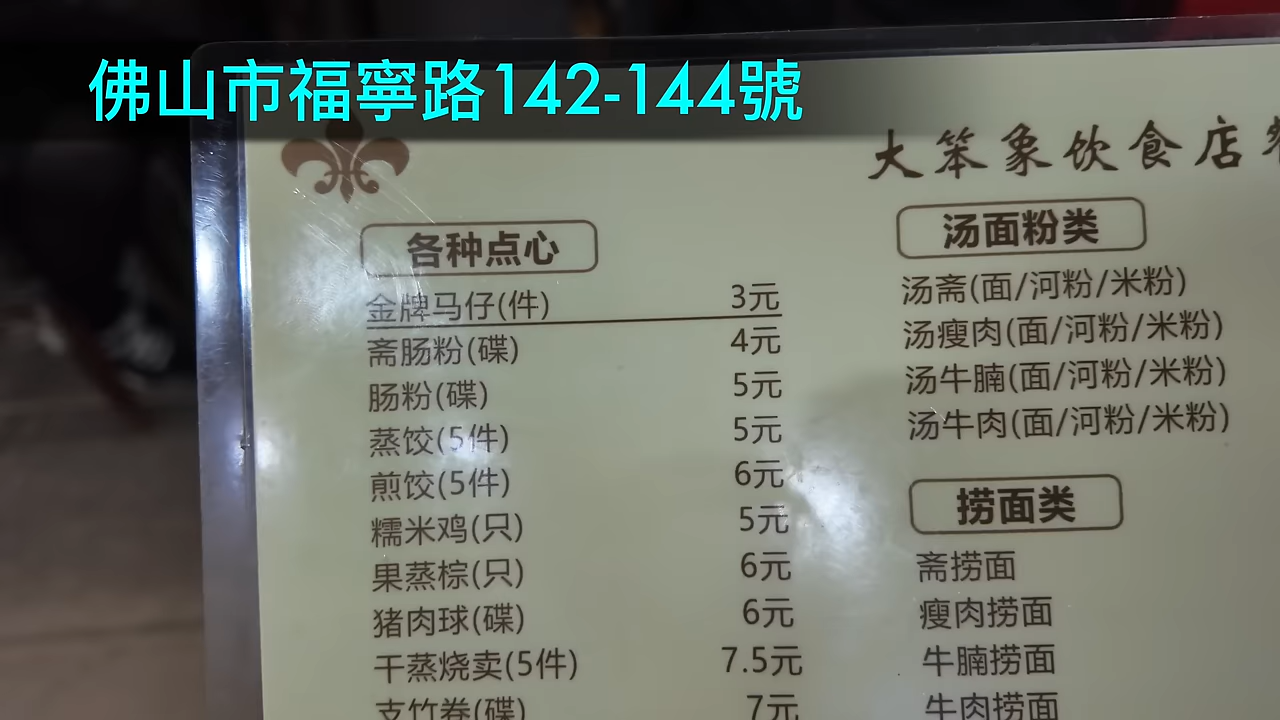 佛山市福寧路142-144號
大笨象饮食店
各种点心
金牌马仔(件) 3元
斋肠粉(碟) 4元
肠粉(碟) 5元
蒸饺(5件) 5元
煎饺(5件) 6元
糯米鸡(只) 5元
果蒸棕(只) 6元
猪肉球(碟) 6元
干蒸烧卖(5件) 7.5元
支竹卷(碟) 7元
汤面粉类
汤斋(面/河粉/米粉)
汤瘦肉(面/河粉/米粉)
汤牛腩(面/河粉/米粉)
汤牛肉(面/河粉/米粉)
捞面类
斋捞面
瘦肉捞面
牛腩捞面
牛肉捞面